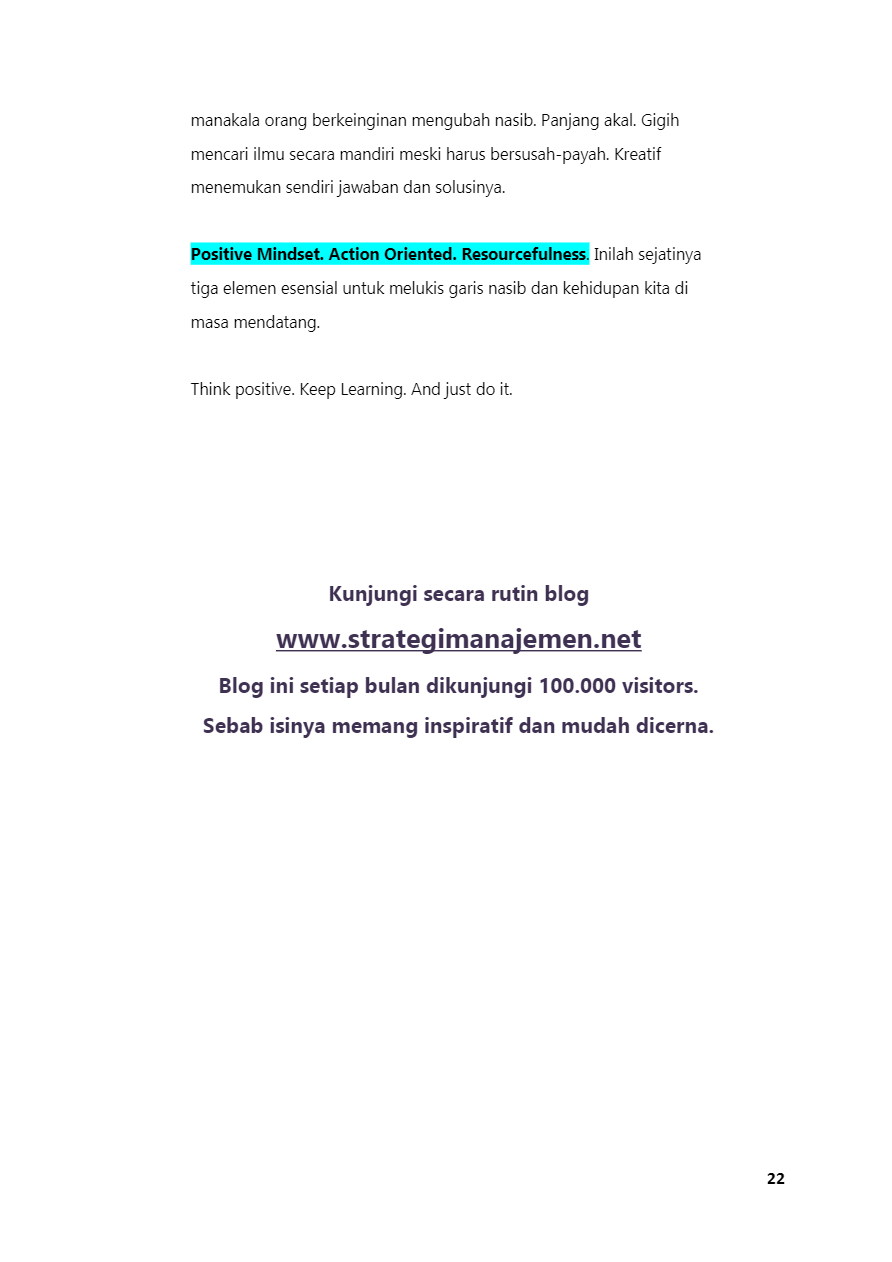 manakala orang berkeinginan mengubah nasib. Panjang akal. Gigih
mencari ilmu secara mandiri meski harus bersusah-payah. Kreatif
menemukan sendiri jawaban dan solusinya.
Positive Mindset. Action Oriented. Resourcefulness. Inilah sejatinya
tiga elemen esensial untuk melukis garis nasib dan kehidupan kita di
masa mendatang.
Think positive. Keep Learning. And just do it.
Kunjungi secara rutin blog
www.strategimanajemen.net
Blog ini setiap bulan dikunjungi 100.000 visitors.
Sebab isinya memang inspiratif dan mudah dicerna.
22